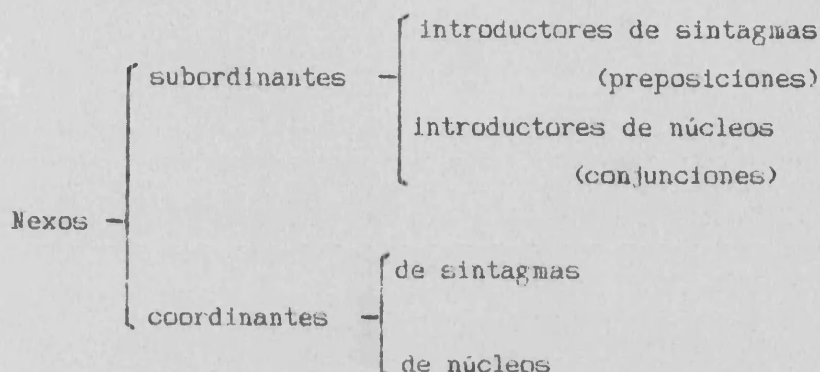 introductores de sintagmas
subordinantes
(preposiciones)
introductores de núcleos
(conjunciones)
Nexos
de sintagmas
coordinantes
de núcleos